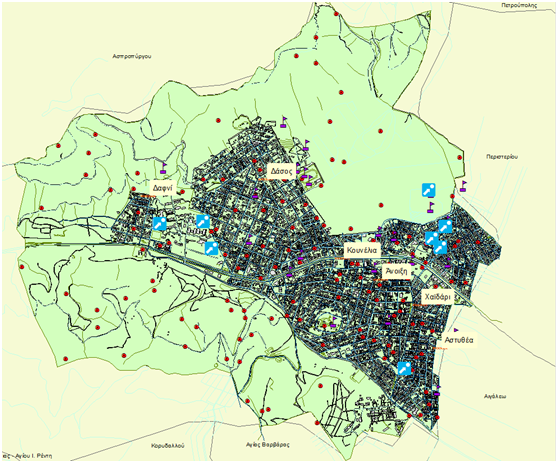 Πετρούπολης
Ασπροπύργου
Περιστερίου
Δάσος
Δαφνί
Κουνέλια
Άνοιξη
Χαϊδάρι
Αστυθέα
Αιγάλεω
Κορυδαλλού
Αγίας Βαρβάρας
Αγίου Ι. Ρέντη